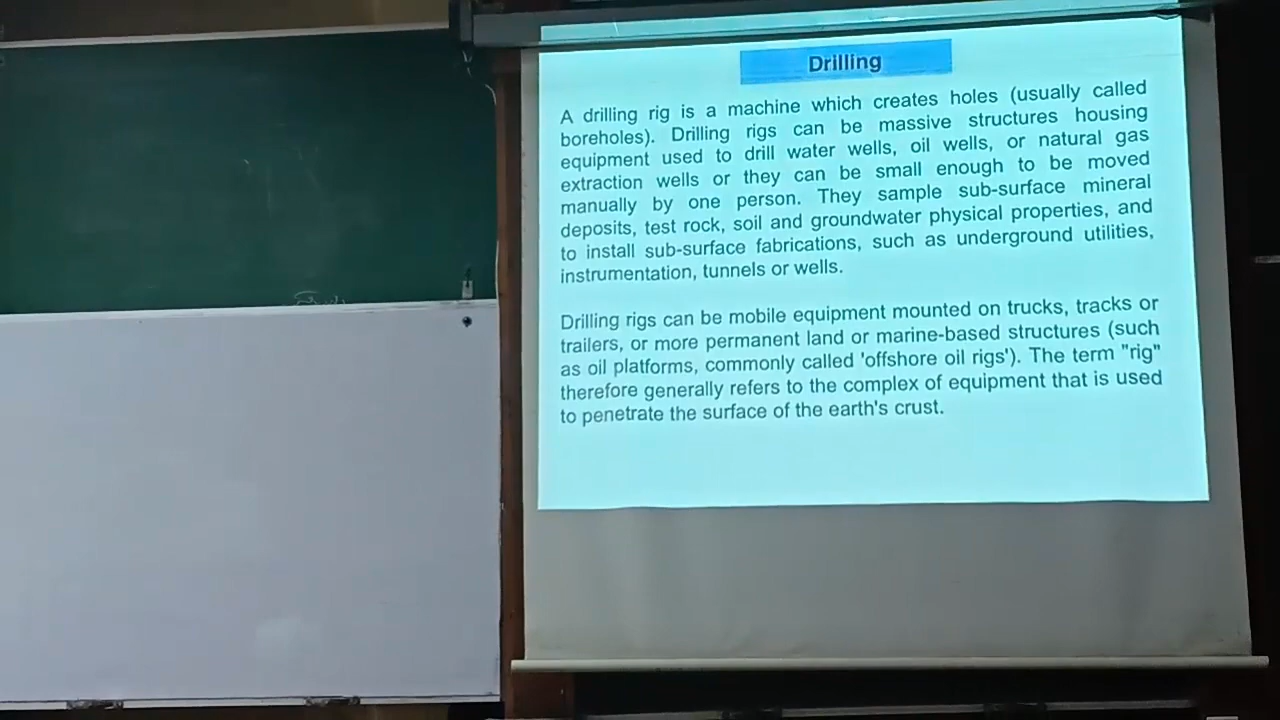 Drilling
A drilling rig is a machine which creates holes (usually called
boreholes). Drilling rigs can be massive structures housing
equipment used to drill water wells, oil wells, or natural gas
extraction wells or they can be small enough to be moved
manually by one person. They sample sub-surface mineral
deposits, test rock, soil and groundwater physical properties, and
to install sub-surface fabrications, such as underground utilities,
instrumentation, tunnels or wells.
Drilling rigs can be mobile equipment mounted on trucks, tracks or
trailers, or more permanent land or marine-based structures (such
as oil platforms, commonly called 'offshore oil rigs'). The term "rig"
therefore generally refers to the complex of equipment that is used
to penetrate the surface of the earth's crust.